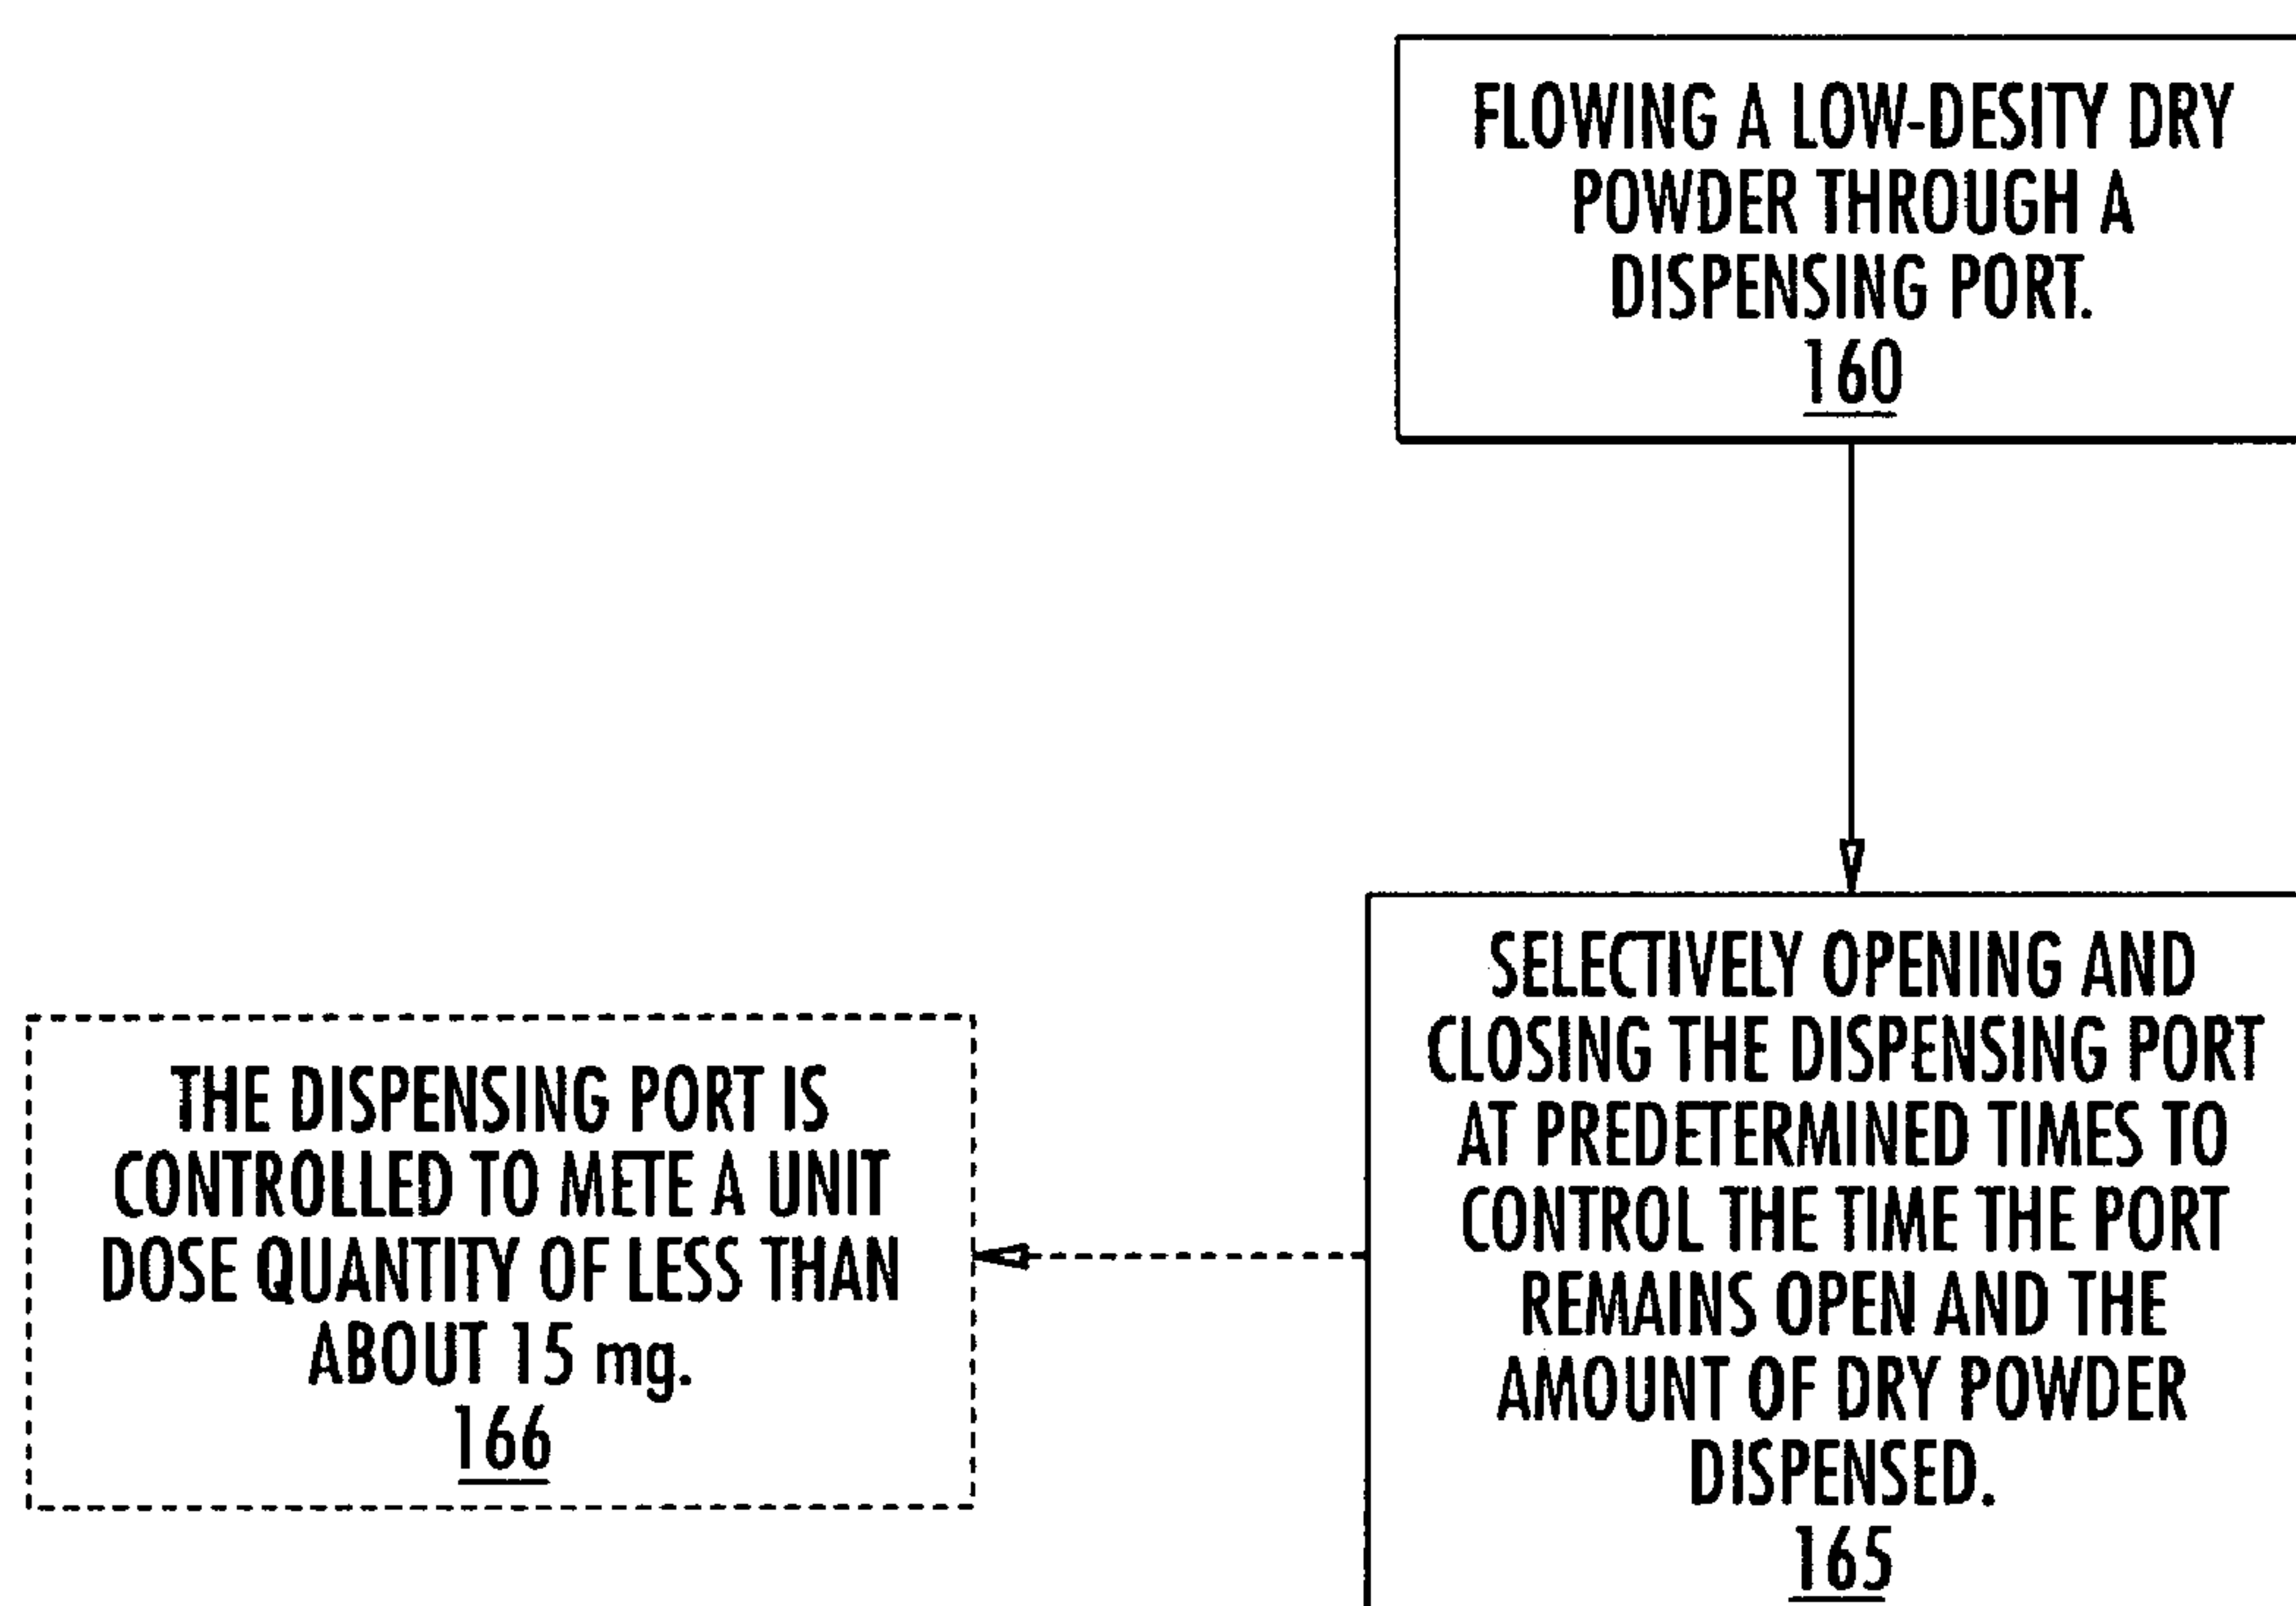 FLOWING A LOW-DESITY DRY
POWDER THROUGH A
DISPENSING PORT.
160
SELECTIVELY OPENING AND
CLOSING THE DISPENSING PORT
AT PREDETERMINED TIMES TO
CONTROL THE TIME THE PORT
REMAINS OPEN AND THE
AMOUNT OF DRY POWDER
DISPENSED.
165
THE DISPENSING PORT IS
CONTROLLED TO METE A UNIT
DOSE QUANTITY OF LESS THAN
ABOUT 15 mg.
166